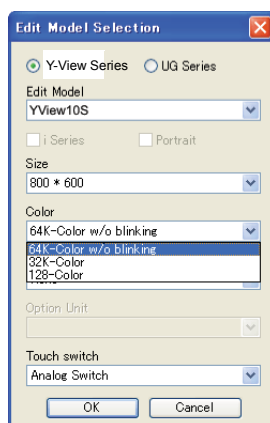 Edit Model Selection
Y-View Series UG Series
Edit Model
YView10S
i Series Portrait
Size
800 * 600
Color
64K-Color w/o blinking
64K-Color w/o blinking
32K-Color
128-Color
Option Unit
Touch switch
Analog Switch
OK Cancel